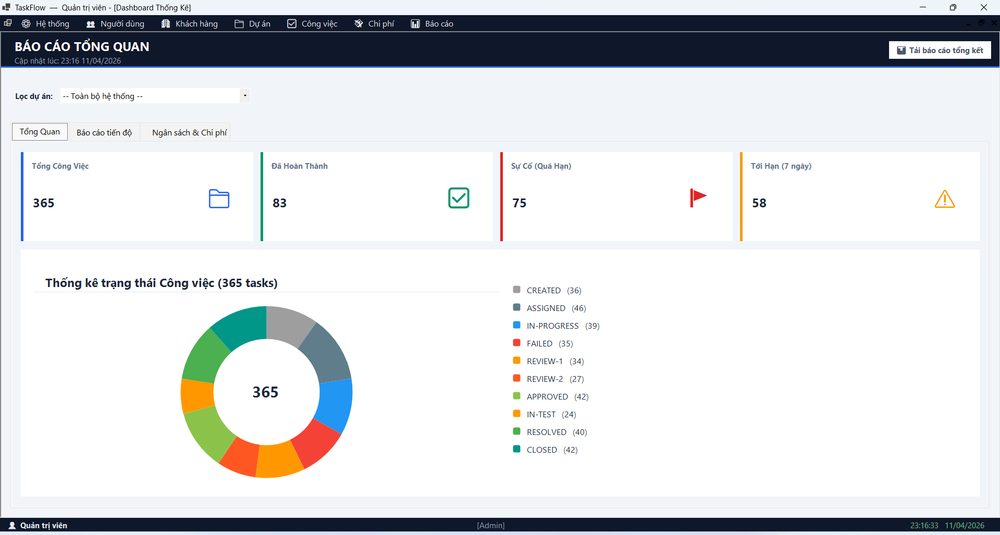 TaskFlow — Quản trị viên - [Dashboard Thống Kê]
Hệ thống Người dùng Khách hàng Dự án Công việc Chi phí Báo cáo
BÁO CÁO TỔNG QUAN
Cập nhật lúc: 23:16 11/04/2026
Tải báo cáo tổng kết
Lọc dự án: -- Toàn bộ hệ thống --
Tổng Quan Báo cáo tiến độ Ngân sách & Chi phí
Tổng Công Việc
365
Đã Hoàn Thành
83
Sự Cố (Quá Hạn)
75
Tới Hạn (7 ngày)
58
Thống kê trạng thái Công việc (365 tasks)
365
CREATED (36)
ASSIGNED (46)
IN-PROGRESS (39)
FAILED (35)
REVIEW-1 (34)
REVIEW-2 (27)
APPROVED (42)
IN-TEST (24)
RESOLVED (40)
CLOSED (42)
Quản trị viên [Admin] 23:16:33 11/04/2026